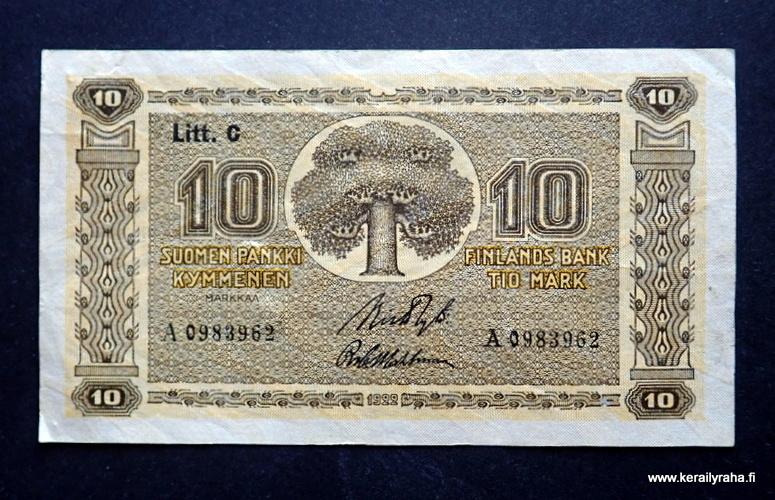 10 10
Litt. C
10 10
SUOMEN PANKKI FINLANDS BANK
KYMMENEN TIO MARK
MARKKAA
A 0983962 A 0983962
10 1922 10
www.kerailyraha.fi